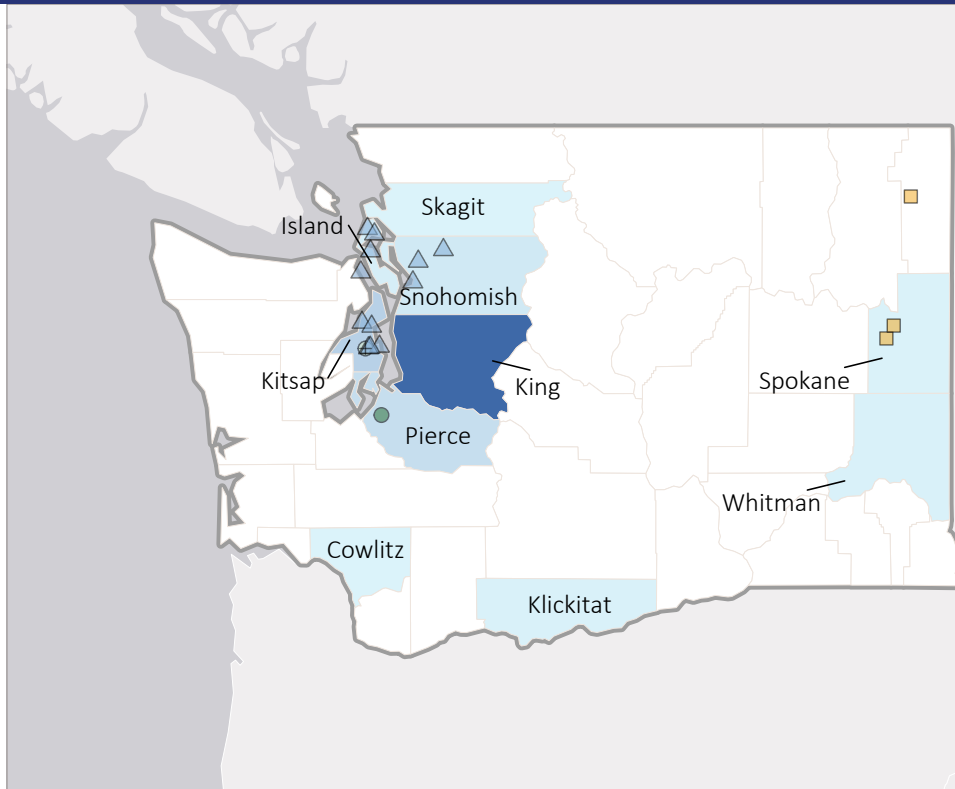 Skagit
Island
Snohomish
Kitsap
King
Spokane
Pierce
Whitman
Cowlitz
Klickitat